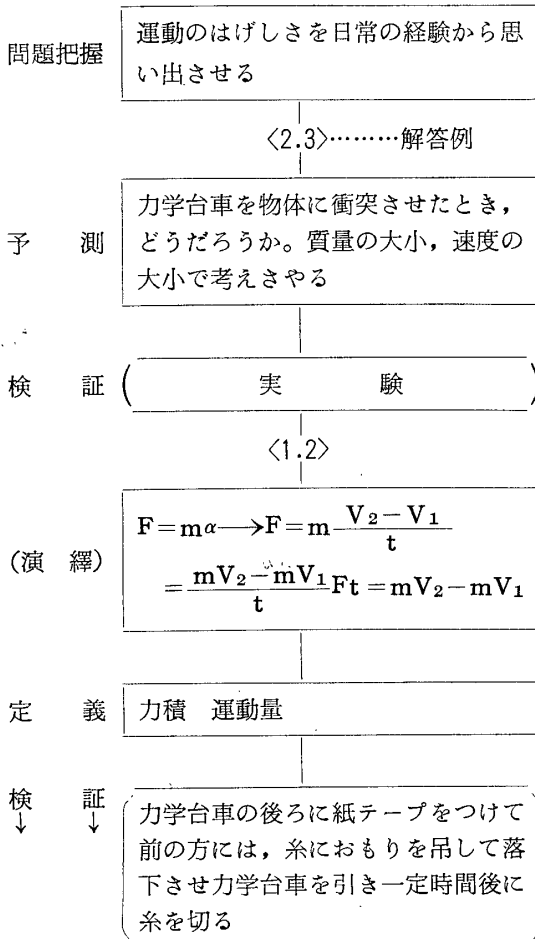 問題把握
運動のはげしさを日常の経験から思
い出させる
〈2.3〉………解答例
予　測
力学台車を物体に衝突させたとき，
どうだろうか。質量の大小，速度の
大小で考えさやる
検　証
実　験
〈1.2〉
(演　繹)
F＝mα⟶F＝m (V₂－V₁)/t
＝(mV₂－mV₁)/t Ft＝mV₂－mV₁
定　義
力積　運動量
検　証
↓　↓
力学台車の後ろに紙テープをつけて
前の方には，糸におもりを吊して落
下させ力学台車を引き一定時間後に
糸を切る